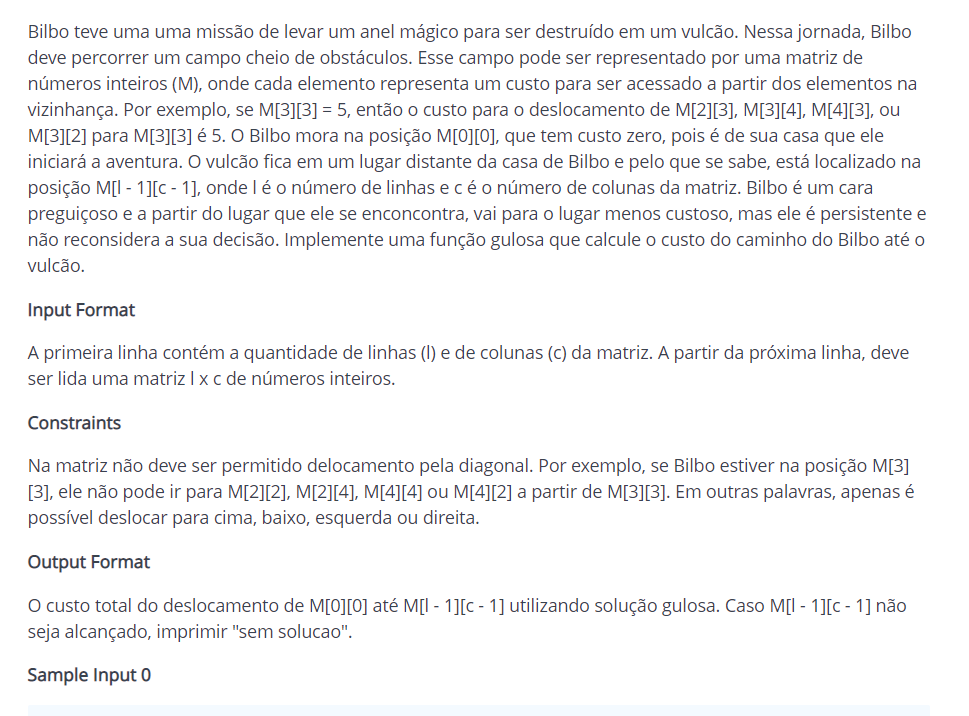 Bilbo teve uma uma missão de levar um anel mágico para ser destruído em um vulcão. Nessa jornada, Bilbo
deve percorrer um campo cheio de obstáculos. Esse campo pode ser representado por uma matriz de
números inteiros (M), onde cada elemento representa um custo para ser acessado a partir dos elementos na
vizinhança. Por exemplo, se M[3][3] = 5, então o custo para o deslocamento de M[2][3], M[3][4], M[4][3], ou
M[3][2] para M[3][3] é 5. O Bilbo mora na posição M[0][0], que tem custo zero, pois é de sua casa que ele
iniciará a aventura. O vulcão fica em um lugar distante da casa de Bilbo e pelo que se sabe, está localizado na
posição M[l - 1][c - 1], onde l é o número de linhas e c é o número de colunas da matriz. Bilbo é um cara
preguiçoso e a partir do lugar que ele se enconcontra, vai para o lugar menos custoso, mas ele é persistente e
não reconsidera a sua decisão. Implemente uma função gulosa que calcule o custo do caminho do Bilbo até o
vulcão.
Input Format
A primeira linha contém a quantidade de linhas (l) e de colunas (c) da matriz. A partir da próxima linha, deve
ser lida uma matriz l x c de números inteiros.
Constraints
Na matriz não deve ser permitido delocamento pela diagonal. Por exemplo, se Bilbo estiver na posição M[3]
[3], ele não pode ir para M[2][2], M[2][4], M[4][4] ou M[4][2] a partir de M[3][3]. Em outras palavras, apenas é
possível deslocar para cima, baixo, esquerda ou direita.
Output Format
O custo total do deslocamento de M[0][0] até M[l - 1][c - 1] utilizando solução gulosa. Caso M[l - 1][c - 1] não
seja alcançado, imprimir "sem solucao".
Sample Input 0